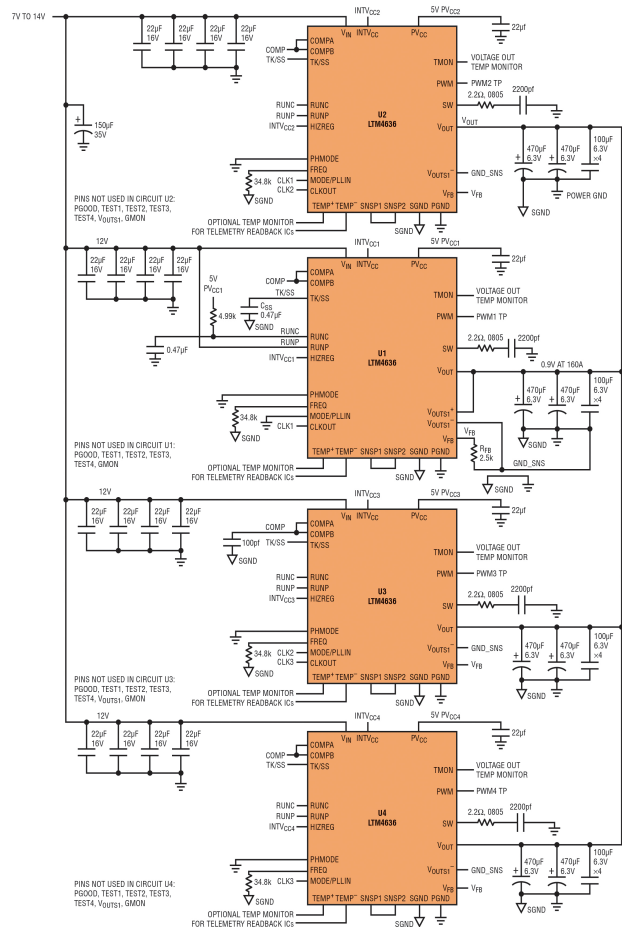 7V TO 14V
INTVCC2
5V PVCC2
22µf
22µF
16V
22µF
16V
22µF
16V
22µF
16V
150µF
35V
COMP
TK/SS
COMPA
COMPB
TK/SS
VIN INTVCC PVCC
TMON
VOLTAGE OUT
TEMP MONITOR
PWM
PWM2 TP
2.2Ω, 0805
2200pf
SW
U2
LTM4636
RUNC
RUNP
INTVCC2
RUNC
RUNP
HIZREG
VOUT
VOUT
470µF
6.3V
470µF
6.3V
100µF
6.3V
×4
PHMODE
FREQ
MODE/PLLIN
CLKOUT
34.8k
CLK1
CLK2
SGND
VOUTS1–
GND_SNS
VFB
VFB
POWER GND
SGND
TEMP+ TEMP– SNSP1 SNSP2 SGND PGND
PINS NOT USED IN CIRCUIT U2:
PGOOD, TEST1, TEST2, TEST3,
TEST4, VOUTS1, GMON
OPTIONAL TEMP MONITOR
FOR TELEMETRY READBACK ICs
SGND
12V
INTVCC1
5V PVCC1
22µf
22µF
16V
22µF
16V
22µF
16V
22µF
16V
5V
PVCC1
4.99k
0.47µF
COMP
TK/SS
CSS
0.47µF
SGND
COMPA
COMPB
TK/SS
VIN INTVCC PVCC
TMON
VOLTAGE OUT
TEMP MONITOR
PWM
PWM1 TP
2.2Ω, 0805
2200pf
SW
U1
LTM4636
RUNC
RUNP
INTVCC1
RUNC
RUNP
HIZREG
VOUT
0.9V AT 160A
470µF
6.3V
470µF
6.3V
100µF
6.3V
×4
PHMODE
FREQ
MODE/PLLIN
CLKOUT
34.8k
SGND
CLK1
VOUTS1+
VOUTS1–
VFB
VFB
RFB
2.5k
GND_SNS
SGND
SGND
TEMP+ TEMP– SNSP1 SNSP2 SGND PGND
PINS NOT USED IN CIRCUIT U1:
PGOOD, TEST1, TEST2, TEST3,
TEST4, GMON
OPTIONAL TEMP MONITOR
FOR TELEMETRY READBACK ICs
SGND
12V
INTVCC3
5V PVCC3
22µf
22µF
16V
22µF
16V
22µF
16V
22µF
16V
COMP
100pf
TK/SS
SGND
COMPA
COMPB
TK/SS
VIN INTVCC PVCC
TMON
VOLTAGE OUT
TEMP MONITOR
PWM
PWM3 TP
2.2Ω, 0805
2200pf
SW
U3
LTM4636
RUNC
RUNP
INTVCC3
RUNC
RUNP
HIZREG
VOUT
470µF
6.3V
470µF
6.3V
100µF
6.3V
×4
PHMODE
FREQ
MODE/PLLIN
CLKOUT
34.8k
CLK2
CLK3
SGND
VOUTS1–
GND_SNS
VFB
VFB
SGND
TEMP+ TEMP– SNSP1 SNSP2 SGND PGND
PINS NOT USED IN CIRCUIT U3:
PGOOD, TEST1, TEST2, TEST3,
TEST4, VOUTS1, GMON
OPTIONAL TEMP MONITOR
FOR TELEMETRY READBACK ICs
SGND
12V
INTVCC4
5V PVCC4
22µf
22µF
16V
22µF
16V
22µF
16V
22µF
16V
COMP
TK/SS
COMPA
COMPB
TK/SS
VIN INTVCC PVCC
TMON
VOLTAGE OUT
TEMP MONITOR
PWM
PWM4 TP
2.2Ω, 0805
2200pf
SW
U4
LTM4636
RUNC
RUNP
INTVCC4
RUNC
RUNP
HIZREG
VOUT
470µF
6.3V
470µF
6.3V
100µF
6.3V
×4
PHMODE
FREQ
MODE/PLLIN
34.8k
CLK3
SGND
VOUTS1–
GND_SNS
VFB
VFB
SGND
TEMP+ TEMP– SNSP1 SNSP2 SGND PGND
PINS NOT USED IN CIRCUIT U4:
PGOOD, TEST1, TEST2, TEST3,
TEST4, VOUTS1, GMON
OPTIONAL TEMP MONITOR
FOR TELEMETRY READBACK ICs
SGND